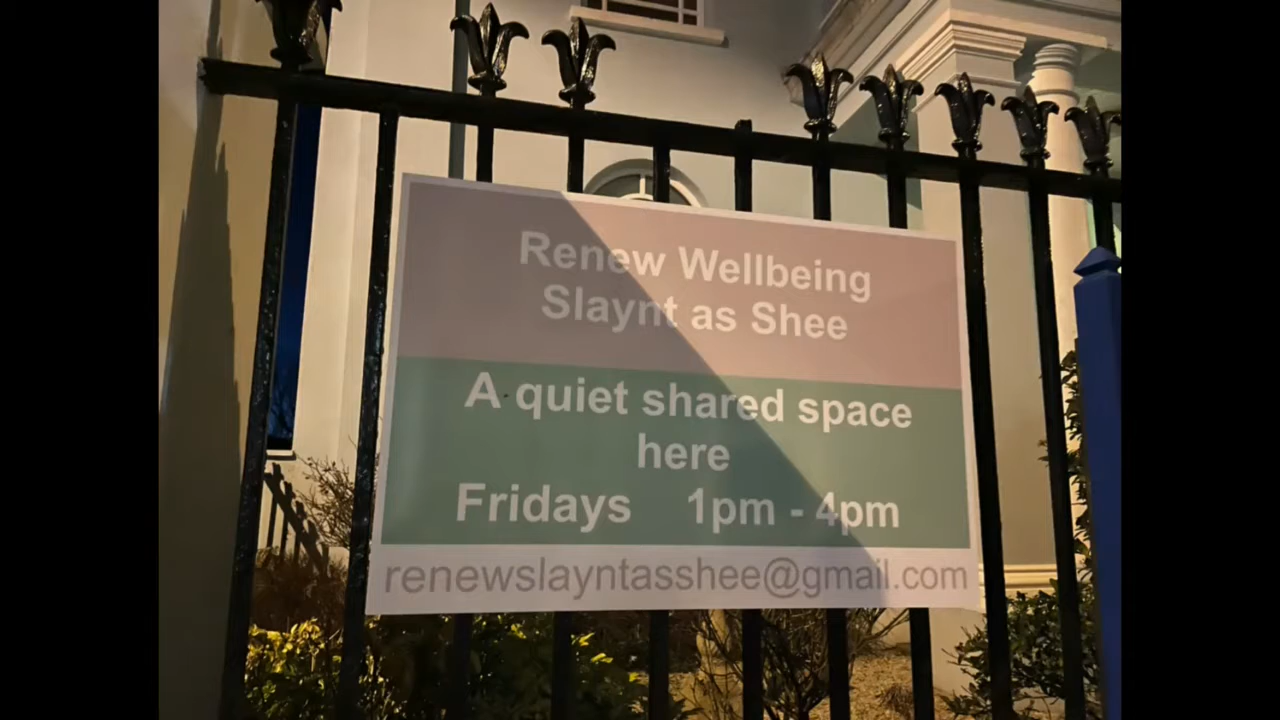 Renew Wellbeing
Slaynt as Shee
A quiet shared space
here
Fridays 1pm - 4pm
renewslayntasshee@gmail.com